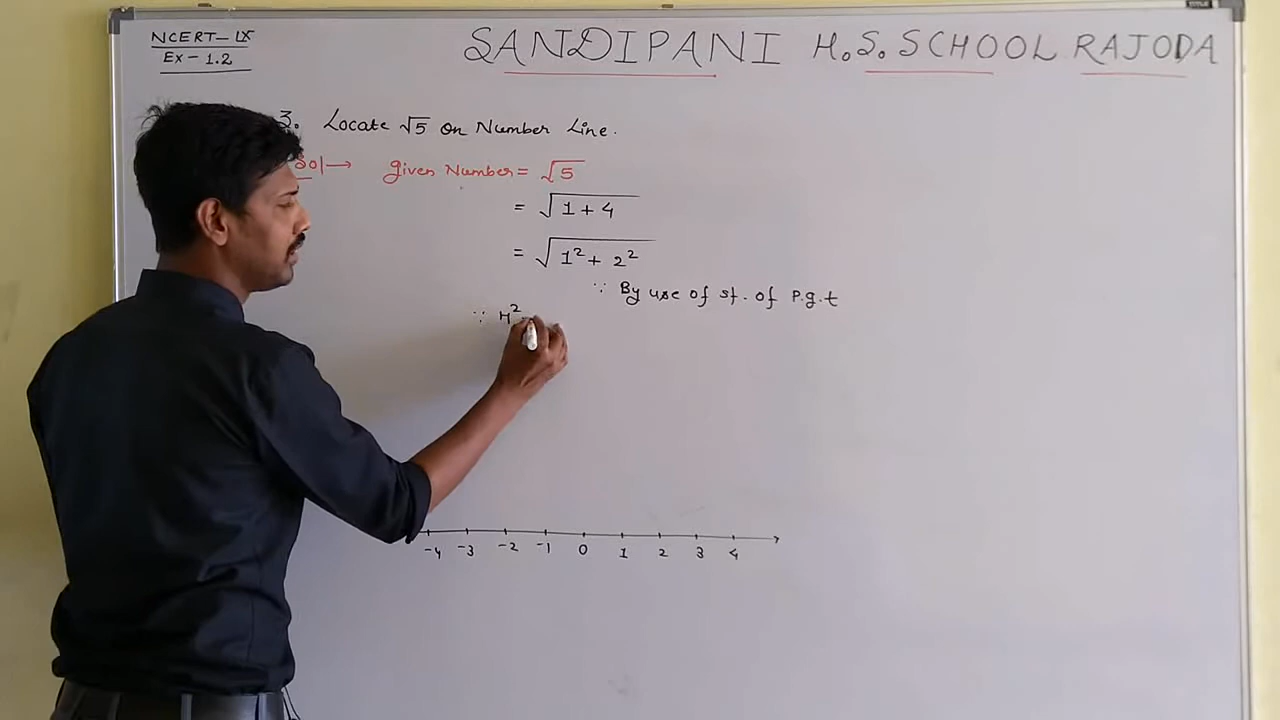 NCERT-IX
Ex-1.2
SANDIPANI H.S. SCHOOL RAJODA
3. Locate √5 on Number Line.
Sol→ given Number = √5
= √1+4
= √1²+2²
∵ By use of st. of P.g.t
∵ H²
-4 -3 -2 -1 0 1 2 3 4